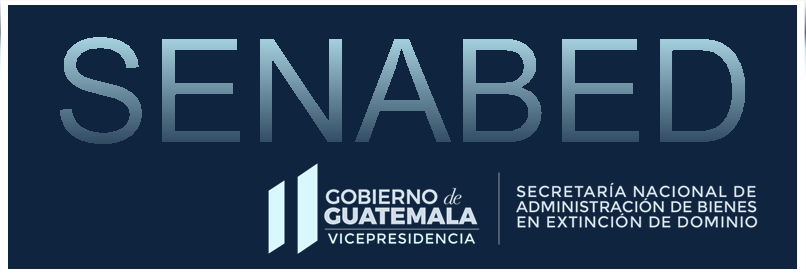 SENABED
GOBIERNO de
GUATEMALA
VICEPRESIDENCIA
SECRETARÍA NACIONAL DE
ADMINISTRACIÓN DE BIENES
EN EXTINCIÓN DE DOMINIO